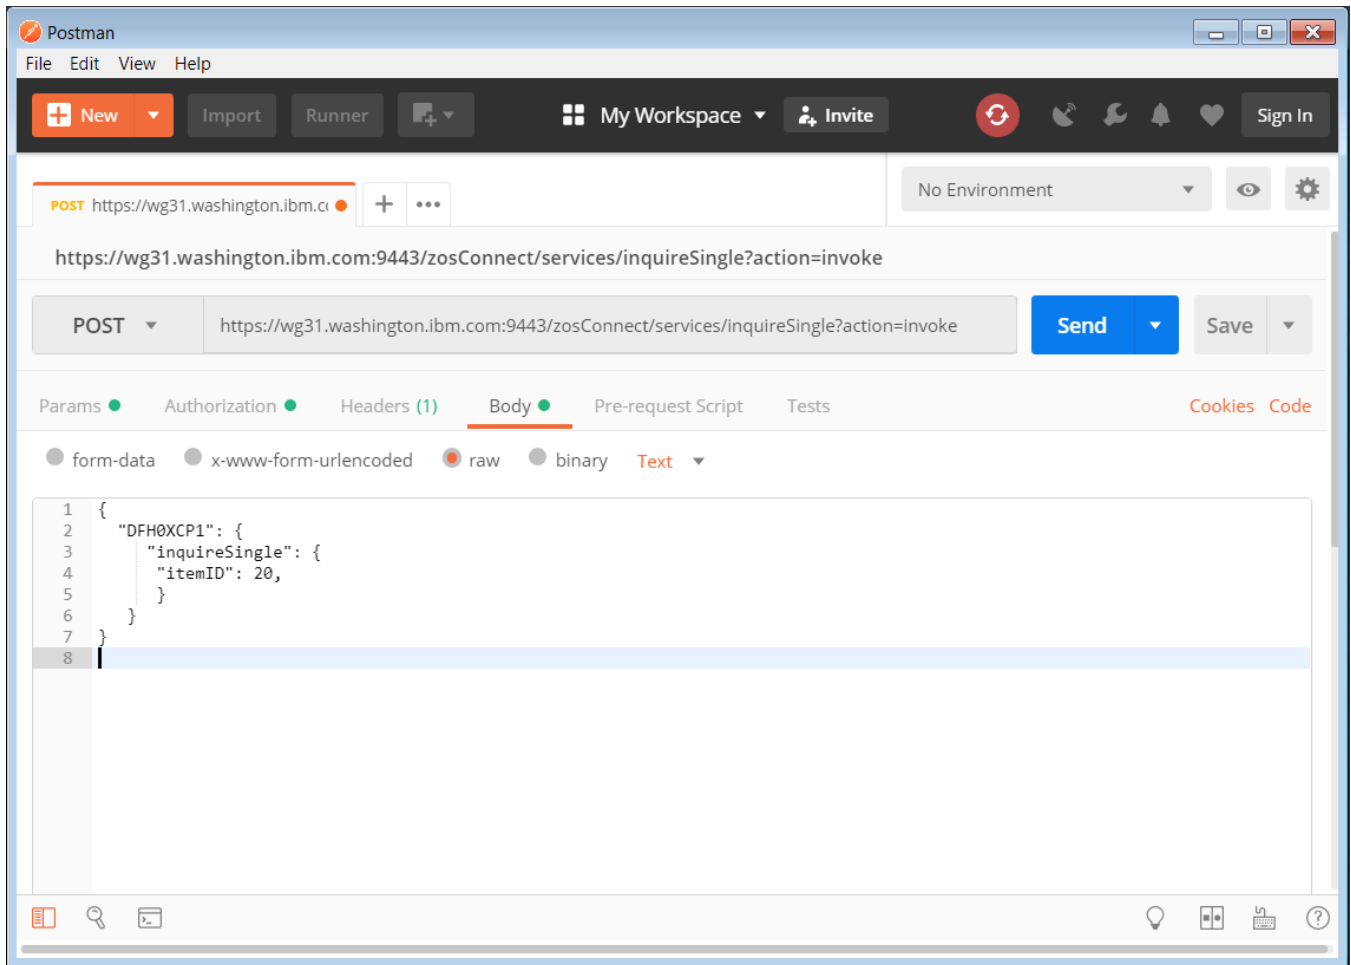 Postman
File Edit View Help
New Import Runner My Workspace Invite Sign In
POST https://wg31.washington.ibm.c
No Environment
https://wg31.washington.ibm.com:9443/zosConnect/services/inquireSingle?action=invoke
POST https://wg31.washington.ibm.com:9443/zosConnect/services/inquireSingle?action=invoke Send Save
Params Authorization Headers (1) Body Pre-request Script Tests Cookies Code
form-data x-www-form-urlencoded raw binary Text
1 {
2 "DFH0XCP1": {
3 "inquireSingle": {
4 "itemID": 20,
5 }
6 }
7 }
8